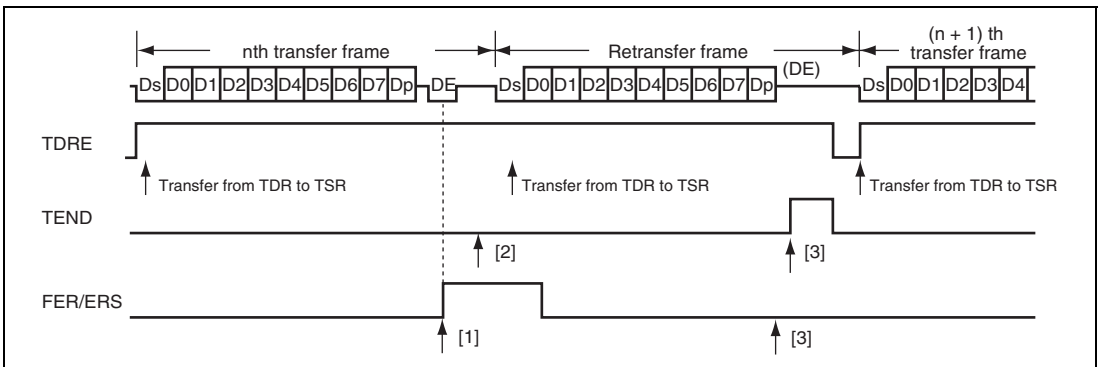 nth transfer frame Retransfer frame (n + 1) th
transfer frame
(DE)
Ds D0 D1 D2 D3 D4 D5 D6 D7 Dp DE Ds D0 D1 D2 D3 D4 D5 D6 D7 Dp Ds D0 D1 D2 D3 D4
TDRE
Transfer from TDR to TSR Transfer from TDR to TSR Transfer from TDR to TSR
TEND
[2] [3]
FER/ERS
[1] [3]